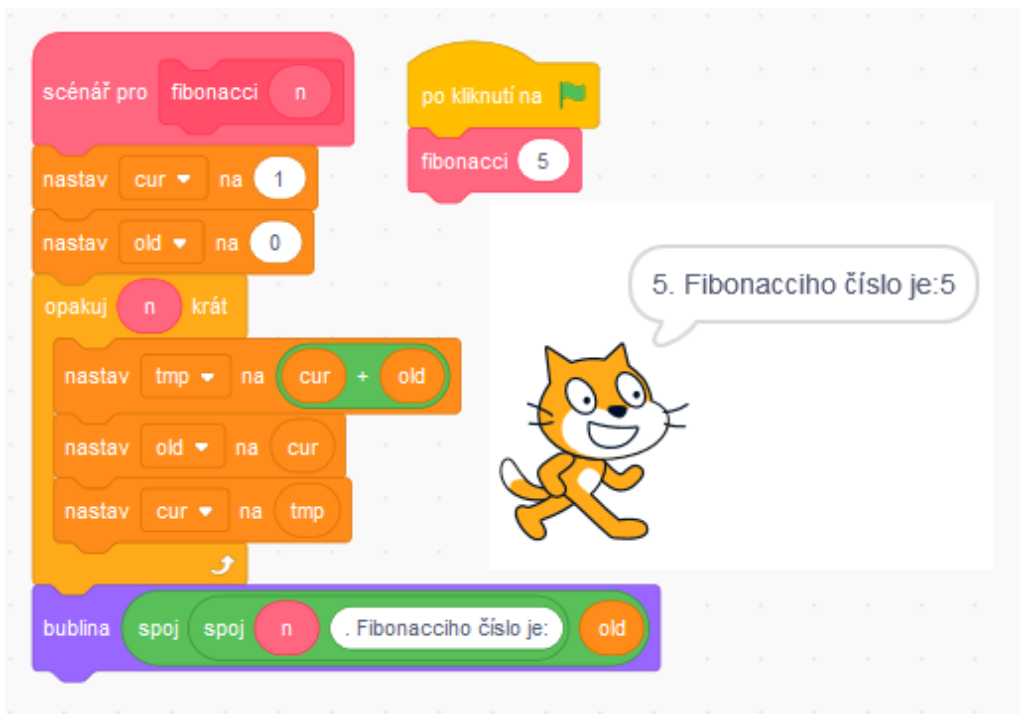 scénář pro fibonacci n
nastav cur na 1
nastav old na 0
opakuj n krát
nastav tmp na cur + old
nastav old na cur
nastav cur na tmp
bublina spoj spoj n . Fibonacciho číslo je: old
po kliknutí na
fibonacci 5
5. Fibonacciho číslo je:5